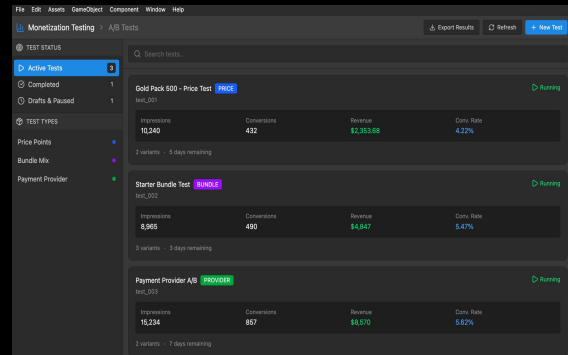 File Edit Assets GameObject Component Window Help
Monetization Testing > A/B Tests
Export Results Refresh + New Test
TEST STATUS
Active Tests 3
Completed 1
Drafts & Paused 1
TEST TYPES
Price Points
Bundle Mix
Payment Provider
Search tests...
Gold Pack 500 - Price Test PRICE Running
test_001
Impressions Conversions Revenue Conv. Rate
10,240 432 $2,353.68 4.22%
2 variants · 5 days remaining
Starter Bundle Test BUNDLE Running
test_002
Impressions Conversions Revenue Conv. Rate
8,965 490 $4,847 5.47%
3 variants · 3 days remaining
Payment Provider A/B PROVIDER Running
test_003
Impressions Conversions Revenue Conv. Rate
15,234 857 $8,570 5.62%
2 variants · 7 days remaining